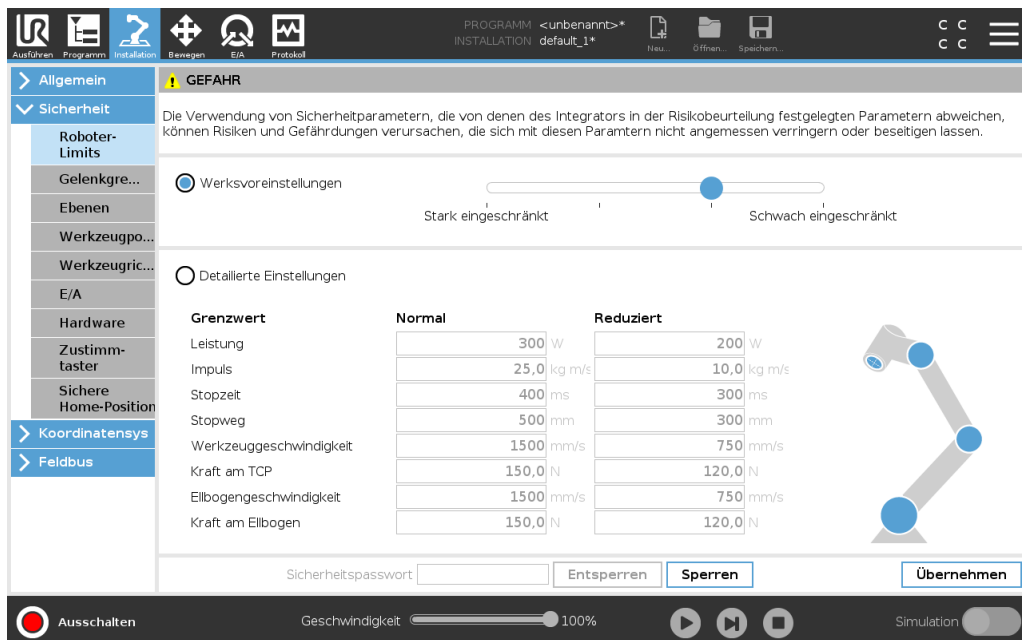 UR
PROGRAMM <unbenannt>*
INSTALLATION default_1*
Ausführen Programm Installation Bewegen E/A Protokoll
Neu... Öffnen... Speichern...
C C
C C
Allgemein
Sicherheit
Roboter-
Limits
Gelenkgre...
Ebenen
Werkzeugpo...
Werkzeugric...
E/A
Hardware
Zustimm-
taster
Sichere
Home-Position
Koordinatensys
Feldbus
GEFAHR
Die Verwendung von Sicherheitparametern, die von denen des Integrators in der Risikobeurteilung festgelegten Parametern abweichen,
können Risiken und Gefährdungen verursachen, die sich mit diesen Paramtern nicht angemessen verringern oder beseitigen lassen.
Werksvoreinstellungen
Stark eingeschränkt Schwach eingeschränkt
Detailierte Einstellungen
Grenzwert Normal Reduziert
Leistung 300 W 200 W
Impuls 25,0 kg m/s 10,0 kg m/s
Stopzeit 400 ms 300 ms
Stopweg 500 mm 300 mm
Werkzeuggeschwindigkeit 1500 mm/s 750 mm/s
Kraft am TCP 150,0 N 120,0 N
Ellbogengeschwindigkeit 1500 mm/s 750 mm/s
Kraft am Ellbogen 150,0 N 120,0 N
Sicherheitspasswort Entsperren Sperren Übernehmen
Ausschalten Geschwindigkeit 100% Simulation